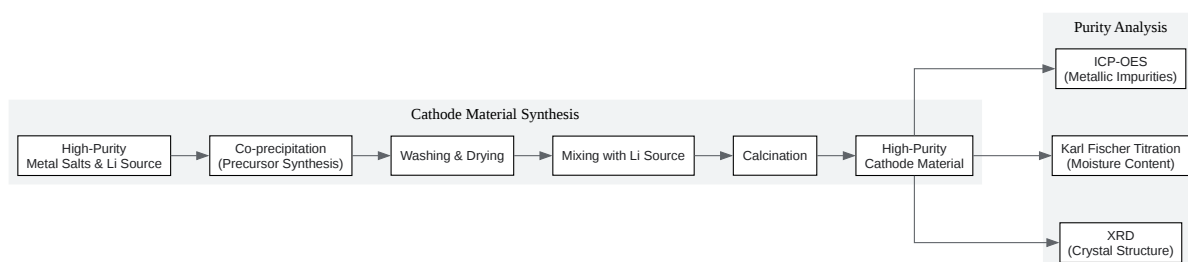 Purity Analysis
ICP-OES
(Metallic Impurities)
Cathode Material Synthesis
High-Purity
Metal Salts & Li Source
Co-precipitation
(Precursor Synthesis)
Washing & Drying
Mixing with Li Source
Calcination
High-Purity
Cathode Material
Karl Fischer Titration
(Moisture Content)
XRD
(Crystal Structure)